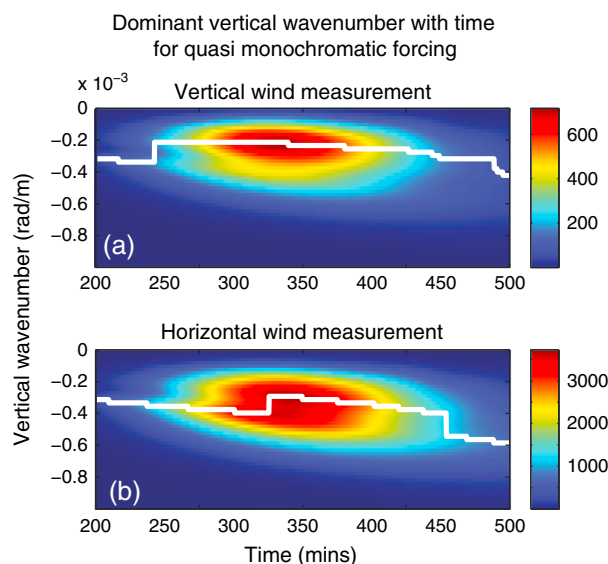 Dominant vertical wavenumber with time
for quasi monochromatic forcing
x 10⁻³
Vertical wind measurement
0
−0.2
−0.4
−0.6
−0.8
(a)
200 250 300 350 400 450 500
600
400
200
Vertical wavenumber (rad/m)
Horizontal wind measurement
0
−0.2
−0.4
−0.6
−0.8
(b)
200 250 300 350 400 450 500
3000
2000
1000
Time (mins)